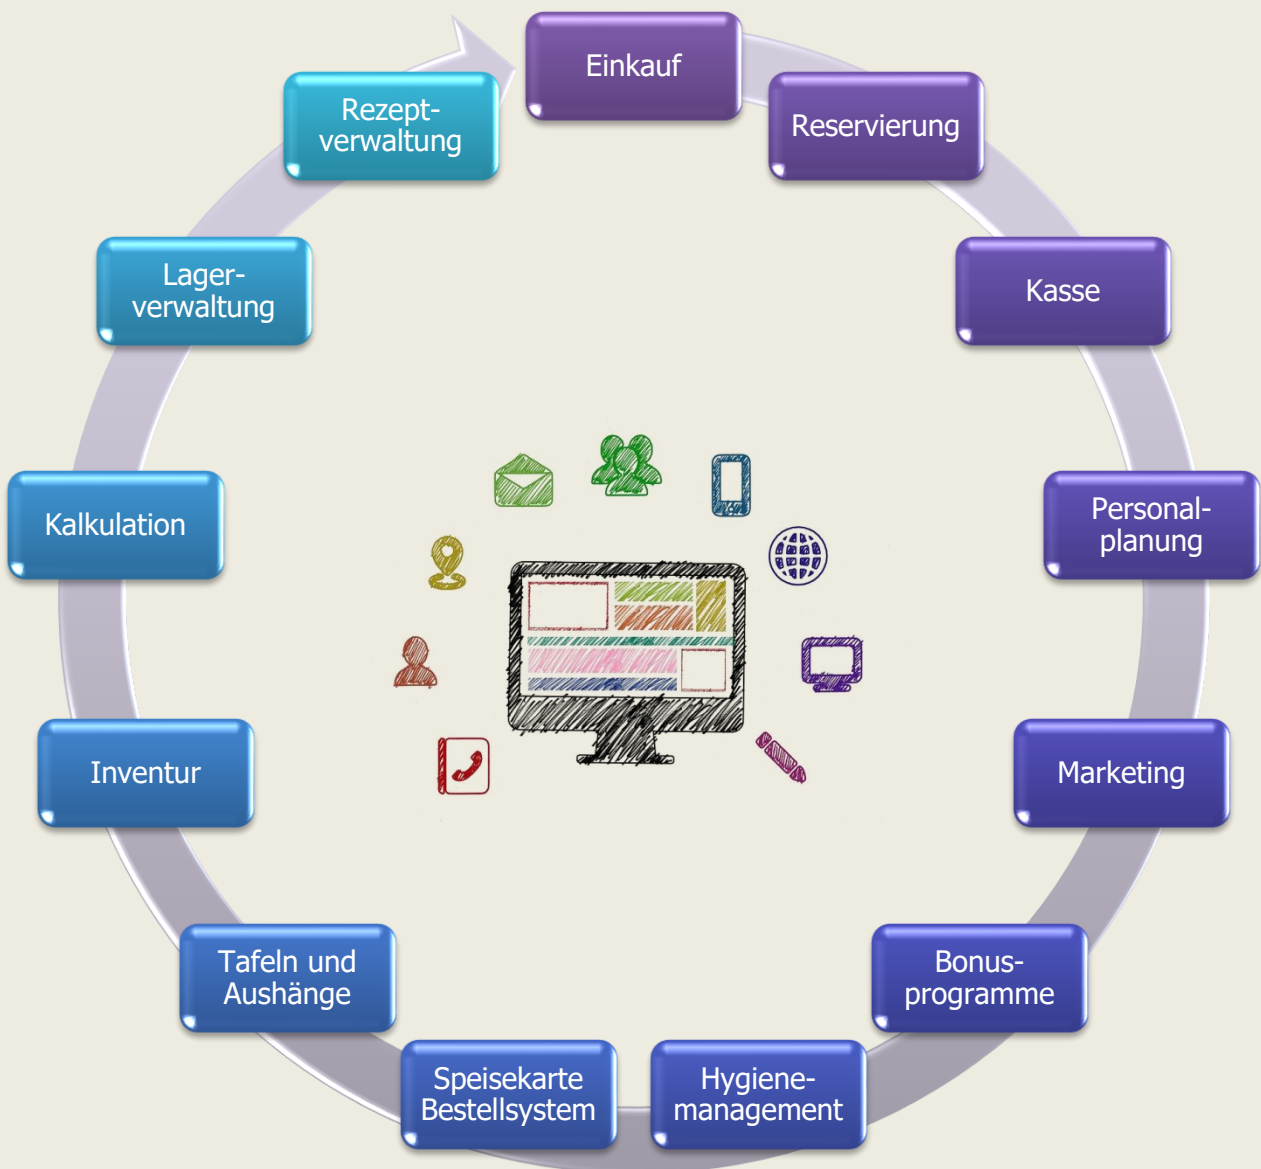 Einkauf
Reservierung
Kasse
Personal-
planung
Marketing
Bonus-
programme
Hygiene-
management
Speisekarte
Bestellsystem
Tafeln und
Aushänge
Inventur
Kalkulation
Lager-
verwaltung
Rezept-
verwaltung